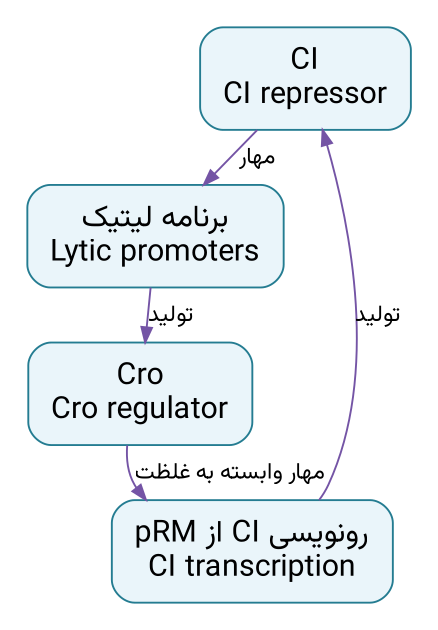 CI
CI repressor
مهار
برنامه لیتیک
Lytic promoters
تولید
تولید
Cro
Cro regulator
مهار وابسته به غلظت
رونویسی CI از pRM
CI transcription